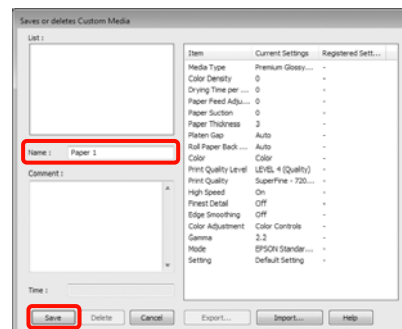 Saves or deletes Custom Media
List :
Item Current Settings Registered Sett...
Media Type Premium Glossy... -
Color Density 0 -
Drying Time per ... 0 -
Paper Feed Adju... 0 -
Paper Suction 0 -
Paper Thickness 3 -
Platen Gap Auto -
Roll Paper Back ... Auto -
Color Color -
Print Quality Level LEVEL 4 (Quality) -
Print Quality SuperFine - 720... -
High Speed On -
Finest Detail Off -
Edge Smoothing Off -
Color Adjustment Color Controls -
Gamma 2.2 -
Mode EPSON Standar... -
Setting Default Setting -
Name : Paper 1
Comment :
Time :
Save Delete Cancel Export... Import... Help